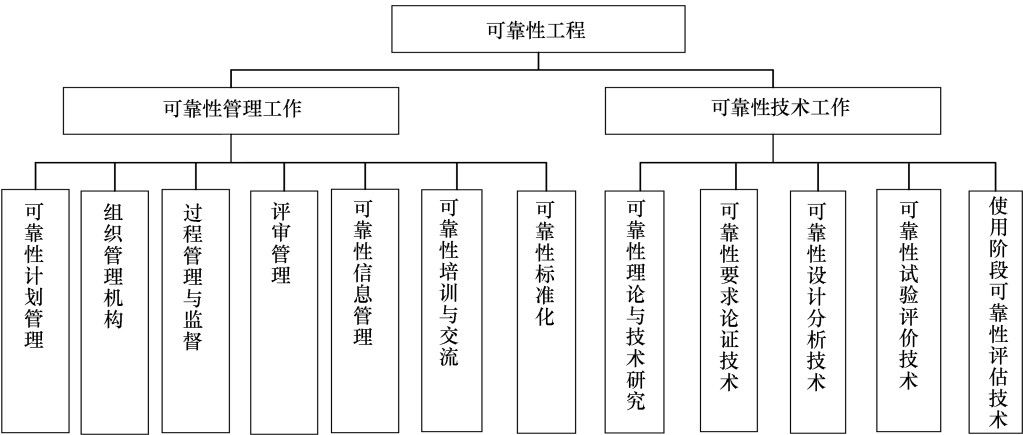 可靠性工程
可靠性管理工作
可靠性技术工作
可靠性计划管理
组织管理机构
过程管理与监督
评审管理
可靠性信息管理
可靠性培训与交流
可靠性标准化
可靠性理论与技术研究
可靠性要求论证技术
可靠性设计分析技术
可靠性试验评价技术
使用阶段可靠性评估技术